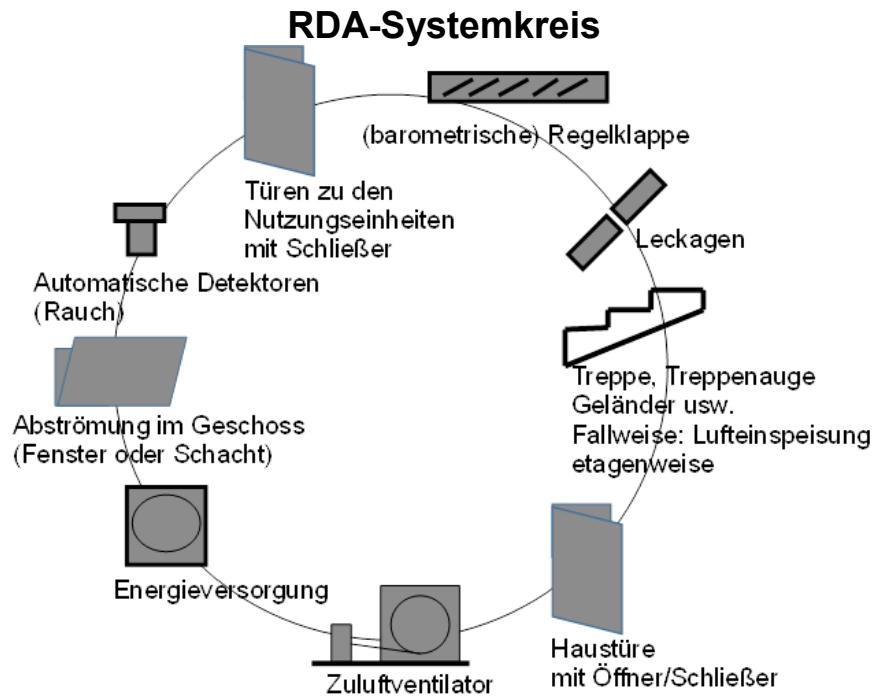 RDA-Systemkreis
(barometrische) Regelklappe
Türen zu den
Nutzungseinheiten
mit Schließer
Leckagen
Automatische Detektoren
(Rauch)
Treppe, Treppenauge
Geländer usw.
Fallweise: Lufteinspeisung
etagenweise
Abströmung im Geschoss
(Fenster oder Schacht)
Energieversorgung
Haustüre
mit Öffner/Schließer
Zuluftventilator